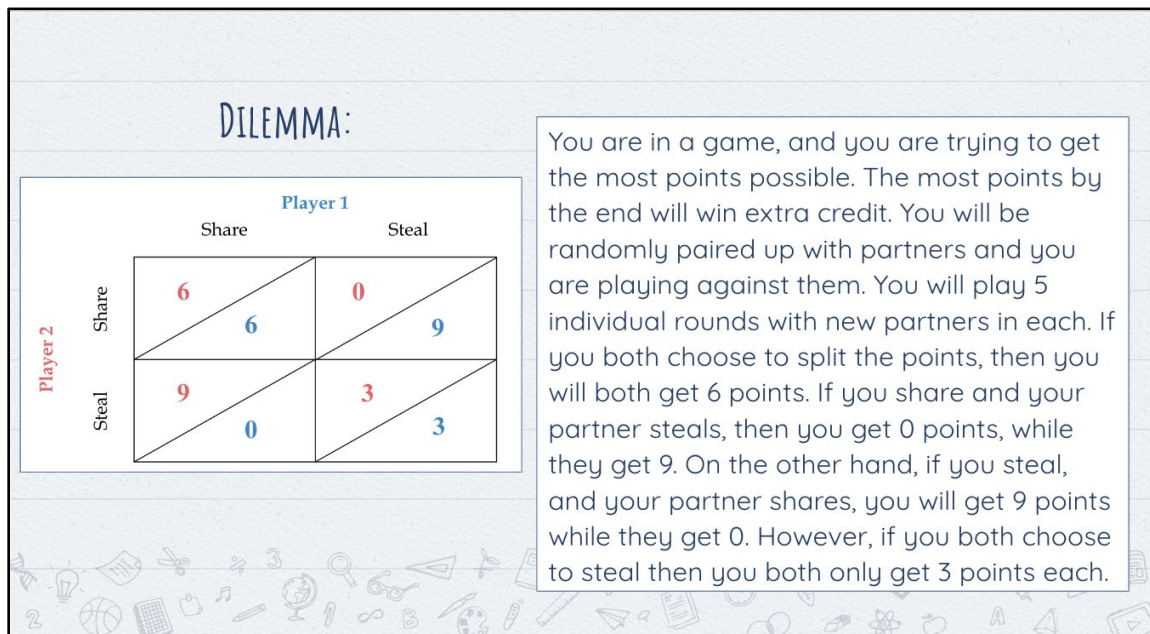 DILEMMA:
Player 1
Share Steal
Player 2
Share
6 0
6 9
Steal
9 3
0 3
You are in a game, and you are trying to get
the most points possible. The most points by
the end will win extra credit. You will be
randomly paired up with partners and you
are playing against them. You will play 5
individual rounds with new partners in each. If
you both choose to split the points, then you
will both get 6 points. If you share and your
partner steals, then you get 0 points, while
they get 9. On the other hand, if you steal,
and your partner shares, you will get 9 points
while they get 0. However, if you both choose
to steal then you both only get 3 points each.